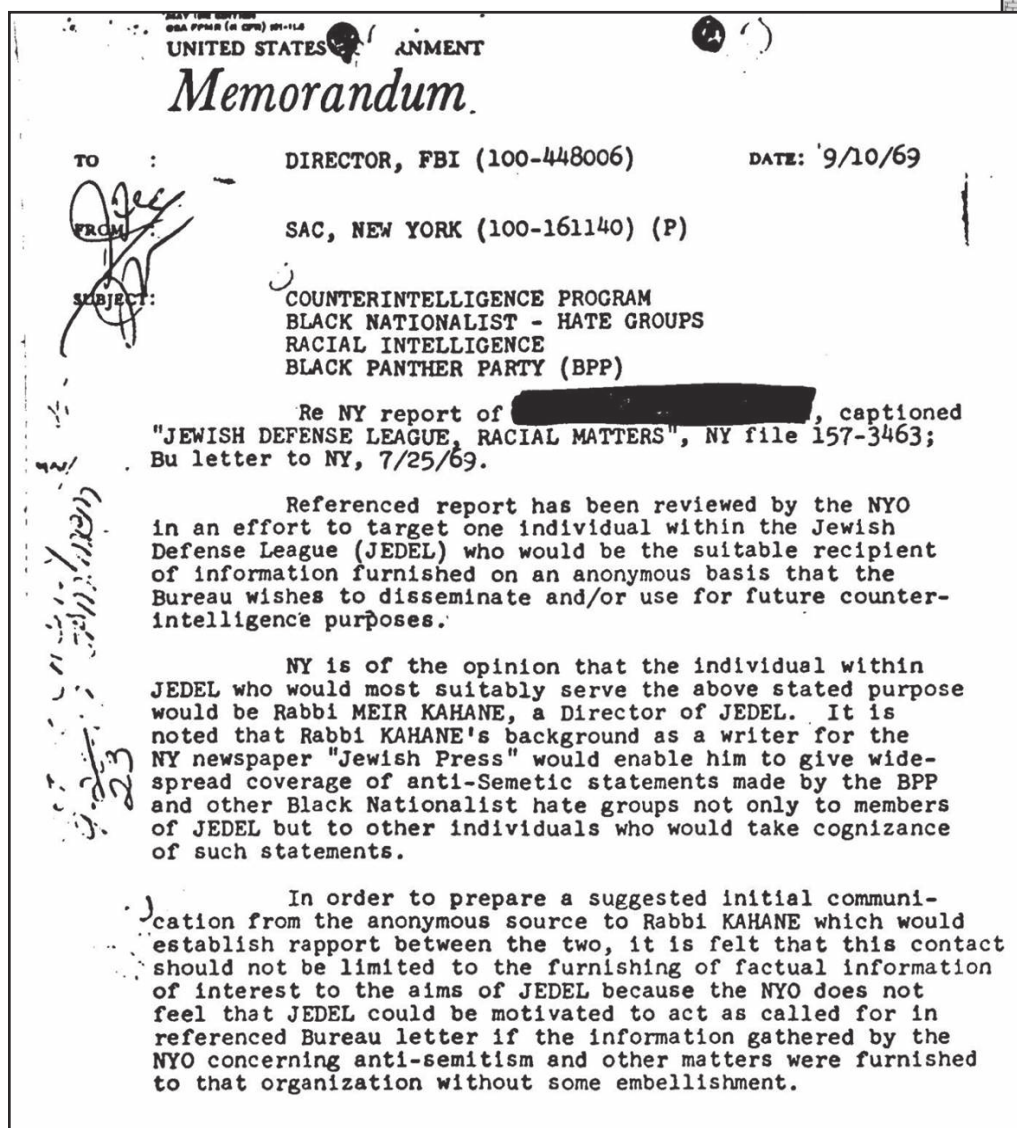 MAY 1962 EDITION
GSA FPMR (41 CFR) 101-11.6
UNITED STATES RNMENT
Memorandum
TO :
DIRECTOR, FBI (100-448006)
DATE: 9/10/69
FROM :
SAC, NEW YORK (100-161140) (P)
SUBJECT:
COUNTERINTELLIGENCE PROGRAM
BLACK NATIONALIST - HATE GROUPS
RACIAL INTELLIGENCE
BLACK PANTHER PARTY (BPP)
Re NY report of , captioned
"JEWISH DEFENSE LEAGUE, RACIAL MATTERS", NY file 157-3463;
Bu letter to NY, 7/25/69.
Referenced report has been reviewed by the NYO
in an effort to target one individual within the Jewish
Defense League (JEDEL) who would be the suitable recipient
of information furnished on an anonymous basis that the
Bureau wishes to disseminate and/or use for future counter-
intelligence purposes.
NY is of the opinion that the individual within
JEDEL who would most suitably serve the above stated purpose
would be Rabbi MEIR KAHANE, a Director of JEDEL. It is
noted that Rabbi KAHANE's background as a writer for the
NY newspaper "Jewish Press" would enable him to give wide-
spread coverage of anti-Semetic statements made by the BPP
and other Black Nationalist hate groups not only to members
of JEDEL but to other individuals who would take cognizance
of such statements.
In order to prepare a suggested initial communi-
cation from the anonymous source to Rabbi KAHANE which would
establish rapport between the two, it is felt that this contact
should not be limited to the furnishing of factual information
of interest to the aims of JEDEL because the NYO does not
feel that JEDEL could be motivated to act as called for in
referenced Bureau letter if the information gathered by the
NYO concerning anti-semitism and other matters were furnished
to that organization without some embellishment.
23